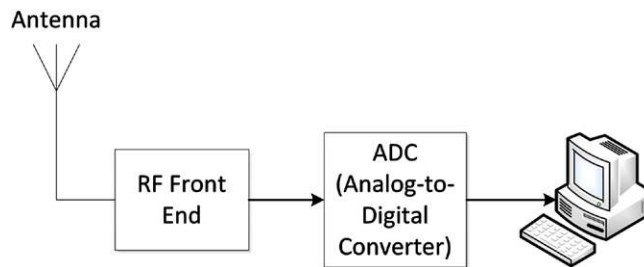 Antenna
RF Front
End
ADC
(Analog-to-
Digital
Converter)